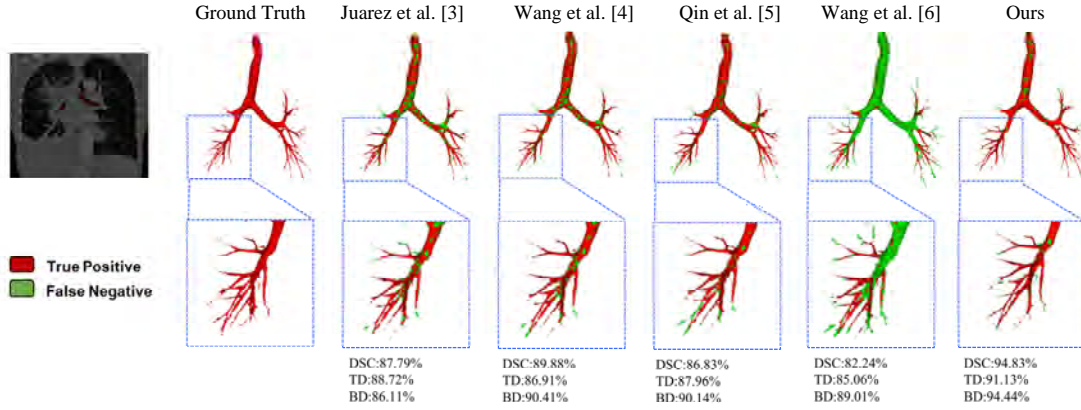 Ground Truth
Juarez et al. [3]
Wang et al. [4]
Qin et al. [5]
Wang et al. [6]
Ours
True Positive
False Negative
DSC:87.79%
TD:88.72%
BD:86.11%
DSC:89.88%
TD:86.91%
BD:90.41%
DSC:86.83%
TD:87.96%
BD:90.14%
DSC:82.24%
TD:85.06%
BD:89.01%
DSC:94.83%
TD:91.13%
BD:94.44%